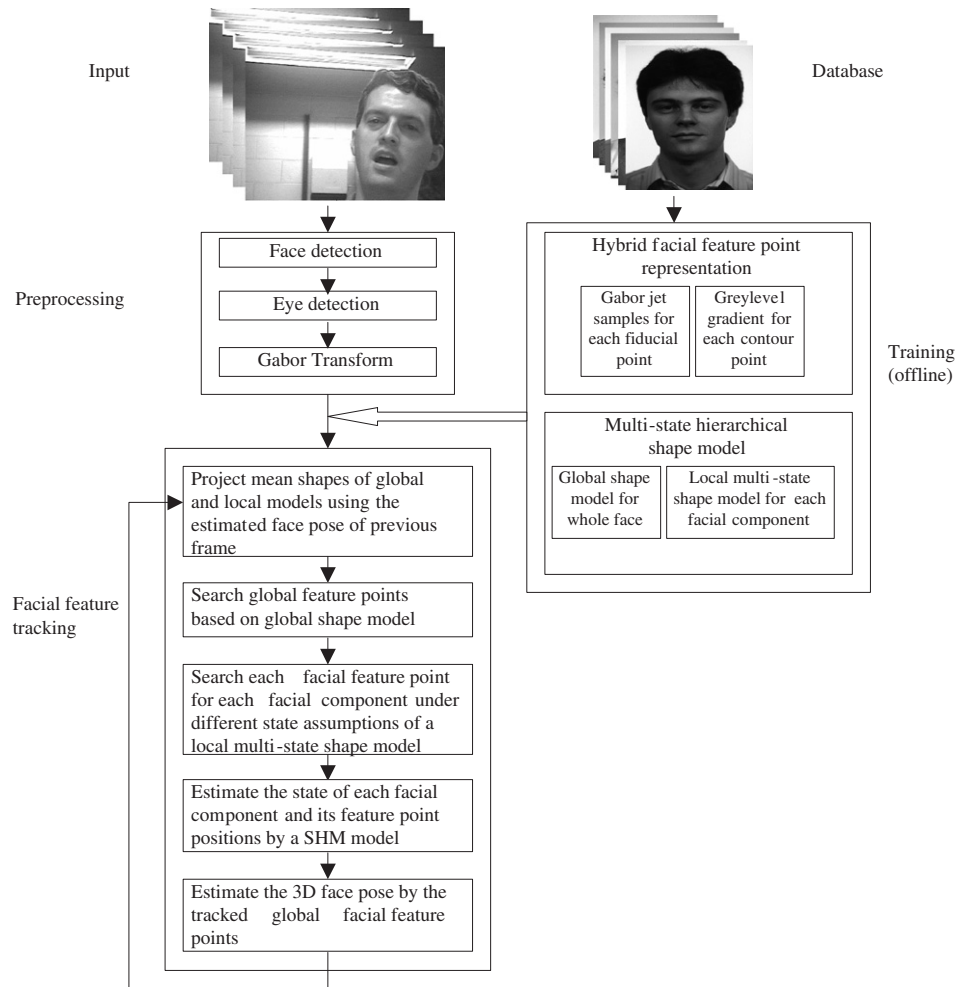 Input
Database
Face detection
Eye detection
Gabor Transform
Preprocessing
Hybrid facial feature point
representation
Gabor jet
samples for
each fiducial
point
Greylevel
gradient for
each contour
point
Training
(offline)
Multi-state hierarchical
shape model
Global shape
model for
whole face
Local multi-state
shape model for each
facial component
Project mean shapes of global
and local models using the
estimated face pose of previous
frame
Search global feature points
based on global shape model
Facial feature
tracking
Search each facial feature point
for each facial component under
different state assumptions of a
local multi-state shape model
Estimate the state of each facial
component and its feature point
positions by a SHM model
Estimate the 3D face pose by the
tracked global facial feature
points